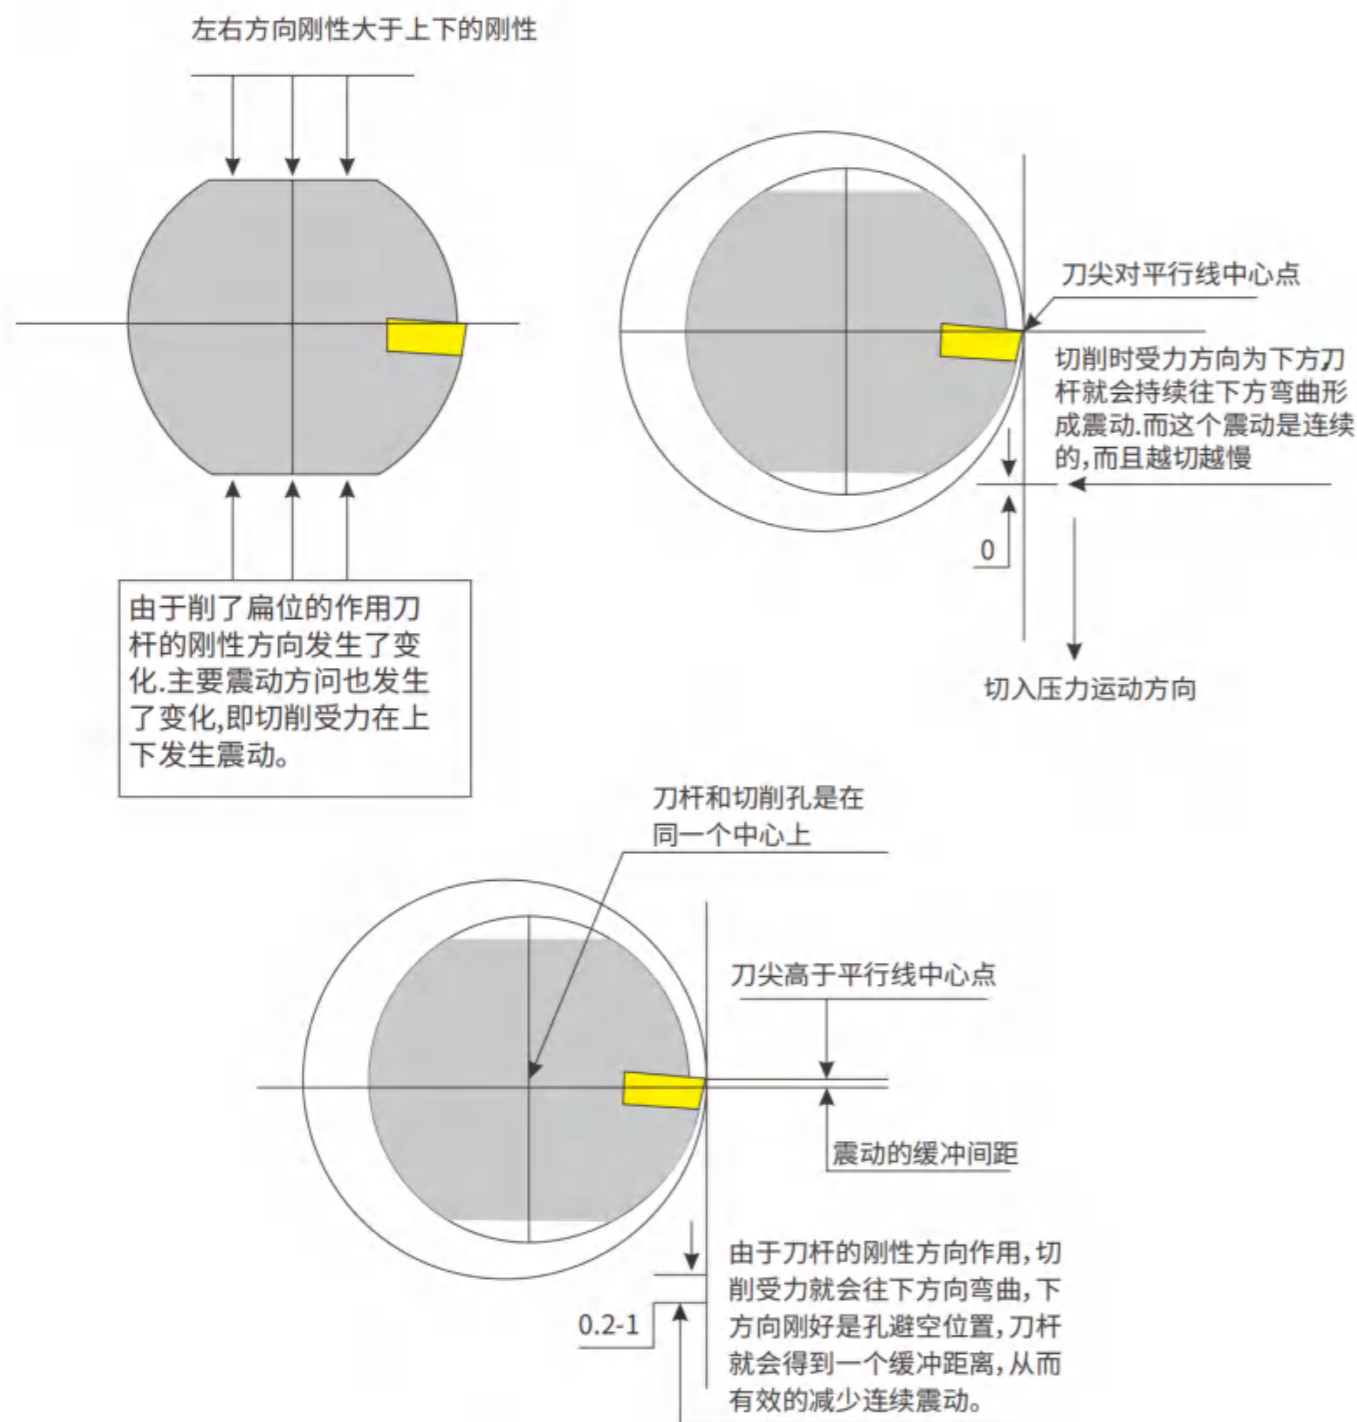 左右方向刚性大于上下的刚性
刀尖对平行线中心点
切削时受力方向为下方,刀
杆就会持续往下方弯曲形
成震动.而这个震动是连续
的,而且越切越慢
0
切入压力运动方向
由于削了扁位的作用刀
杆的刚性方向发生了变
化.主要震动方问也发生
了变化,即切削受力在上
下发生震动。
刀杆和切削孔是在
同一个中心上
刀尖高于平行线中心点
震动的缓冲间距
0.2-1
由于刀杆的刚性方向作用,切
削受力就会往下方向弯曲,下
方向刚好是孔避空位置,刀杆
就会得到一个缓冲距离,从而
有效的减少连续震动。